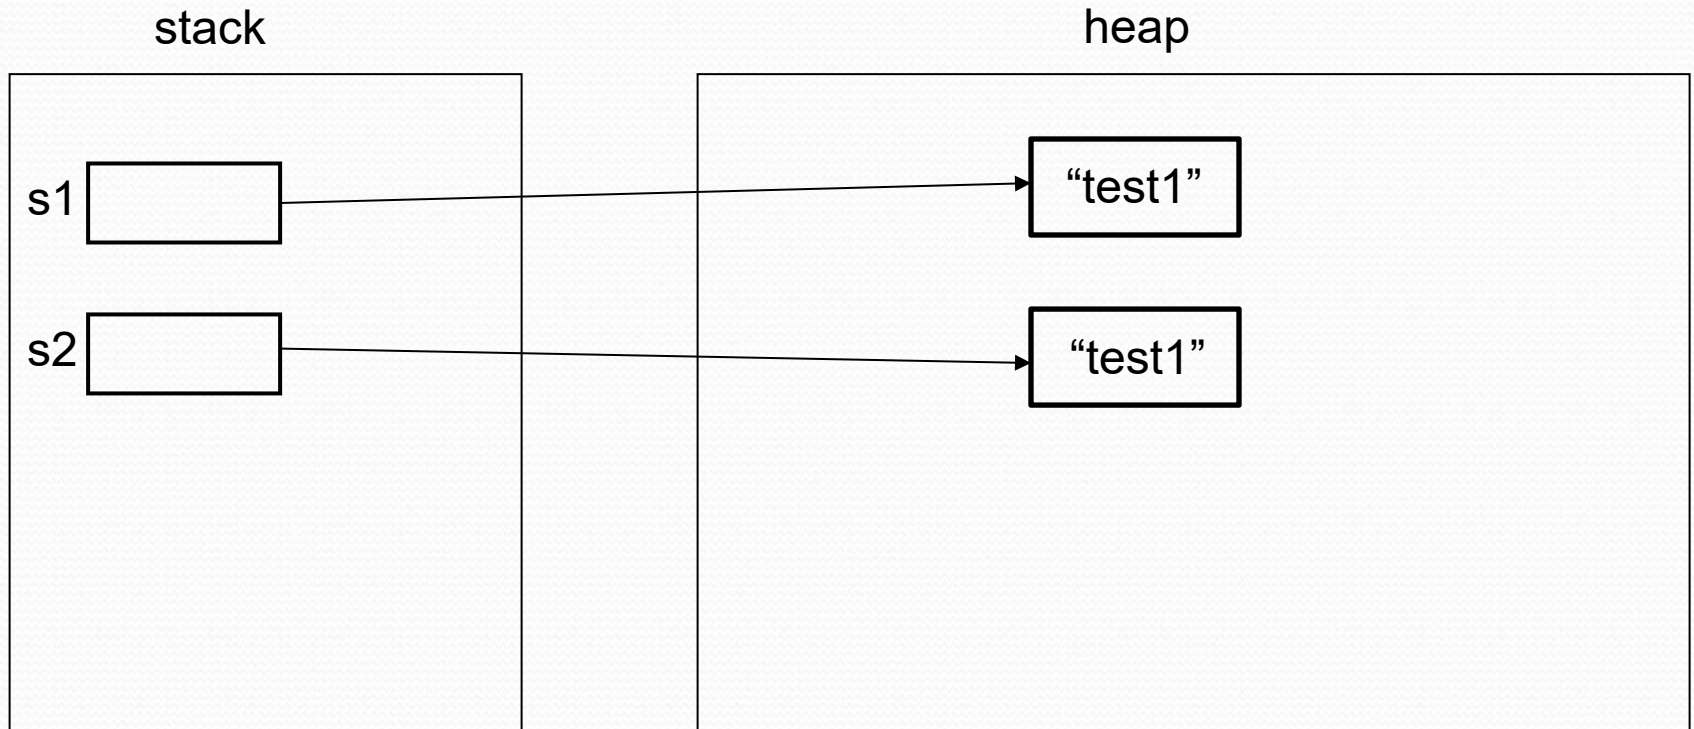 stack
heap
s1
“test1”
s2
“test1”